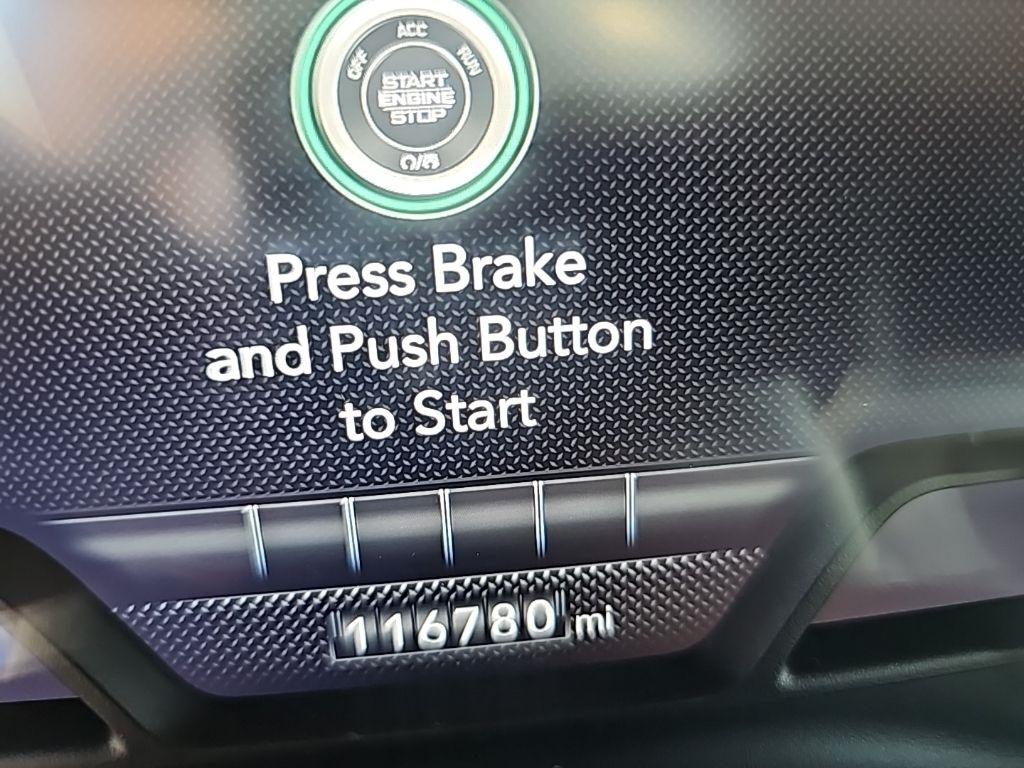 ACC
OFF RUN
START
ENGINE
STOP
Press Brake
and Push Button
to Start
116780 mi